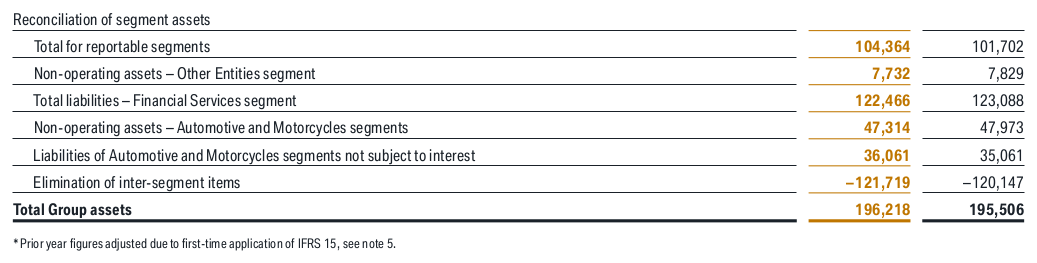 Reconciliation of segment assets
Total for reportable segments 104,364 101,702
Non-operating assets – Other Entities segment 7,732 7,829
Total liabilities – Financial Services segment 122,466 123,088
Non-operating assets – Automotive and Motorcycles segments 47,314 47,973
Liabilities of Automotive and Motorcycles segments not subject to interest 36,061 35,061
Elimination of inter-segment items –121,719 –120,147
Total Group assets 196,218 195,506
* Prior year figures adjusted due to first-time application of IFRS 15, see note 5.